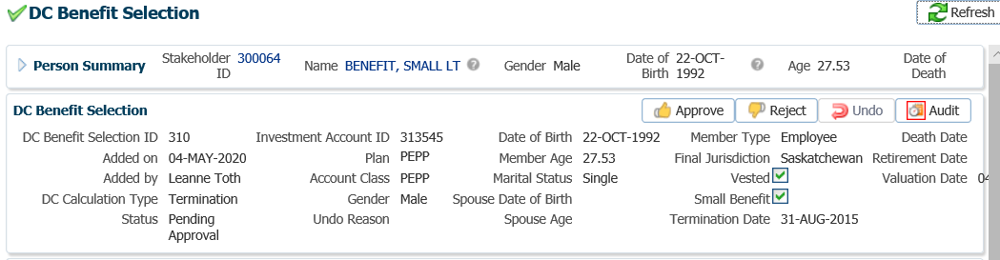 DC Benefit Selection
Refresh
Person Summary Stakeholder ID 300064 Name BENEFIT, SMALL LT Gender Male Date of Birth 22-OCT-1992 Age 27.53 Date of Death
DC Benefit Selection Approve Reject Undo Audit
DC Benefit Selection ID 310 Investment Account ID 313545 Date of Birth 22-OCT-1992 Member Type Employee Death Date
Added on 04-MAY-2020 Plan PEPP Member Age 27.53 Final Jurisdiction Saskatchewan Retirement Date
Added by Leanne Toth Account Class PEPP Marital Status Single Vested Valuation Date 04
DC Calculation Type Termination Gender Male Spouse Date of Birth Small Benefit
Status Pending Approval Undo Reason Spouse Age Termination Date 31-AUG-2015